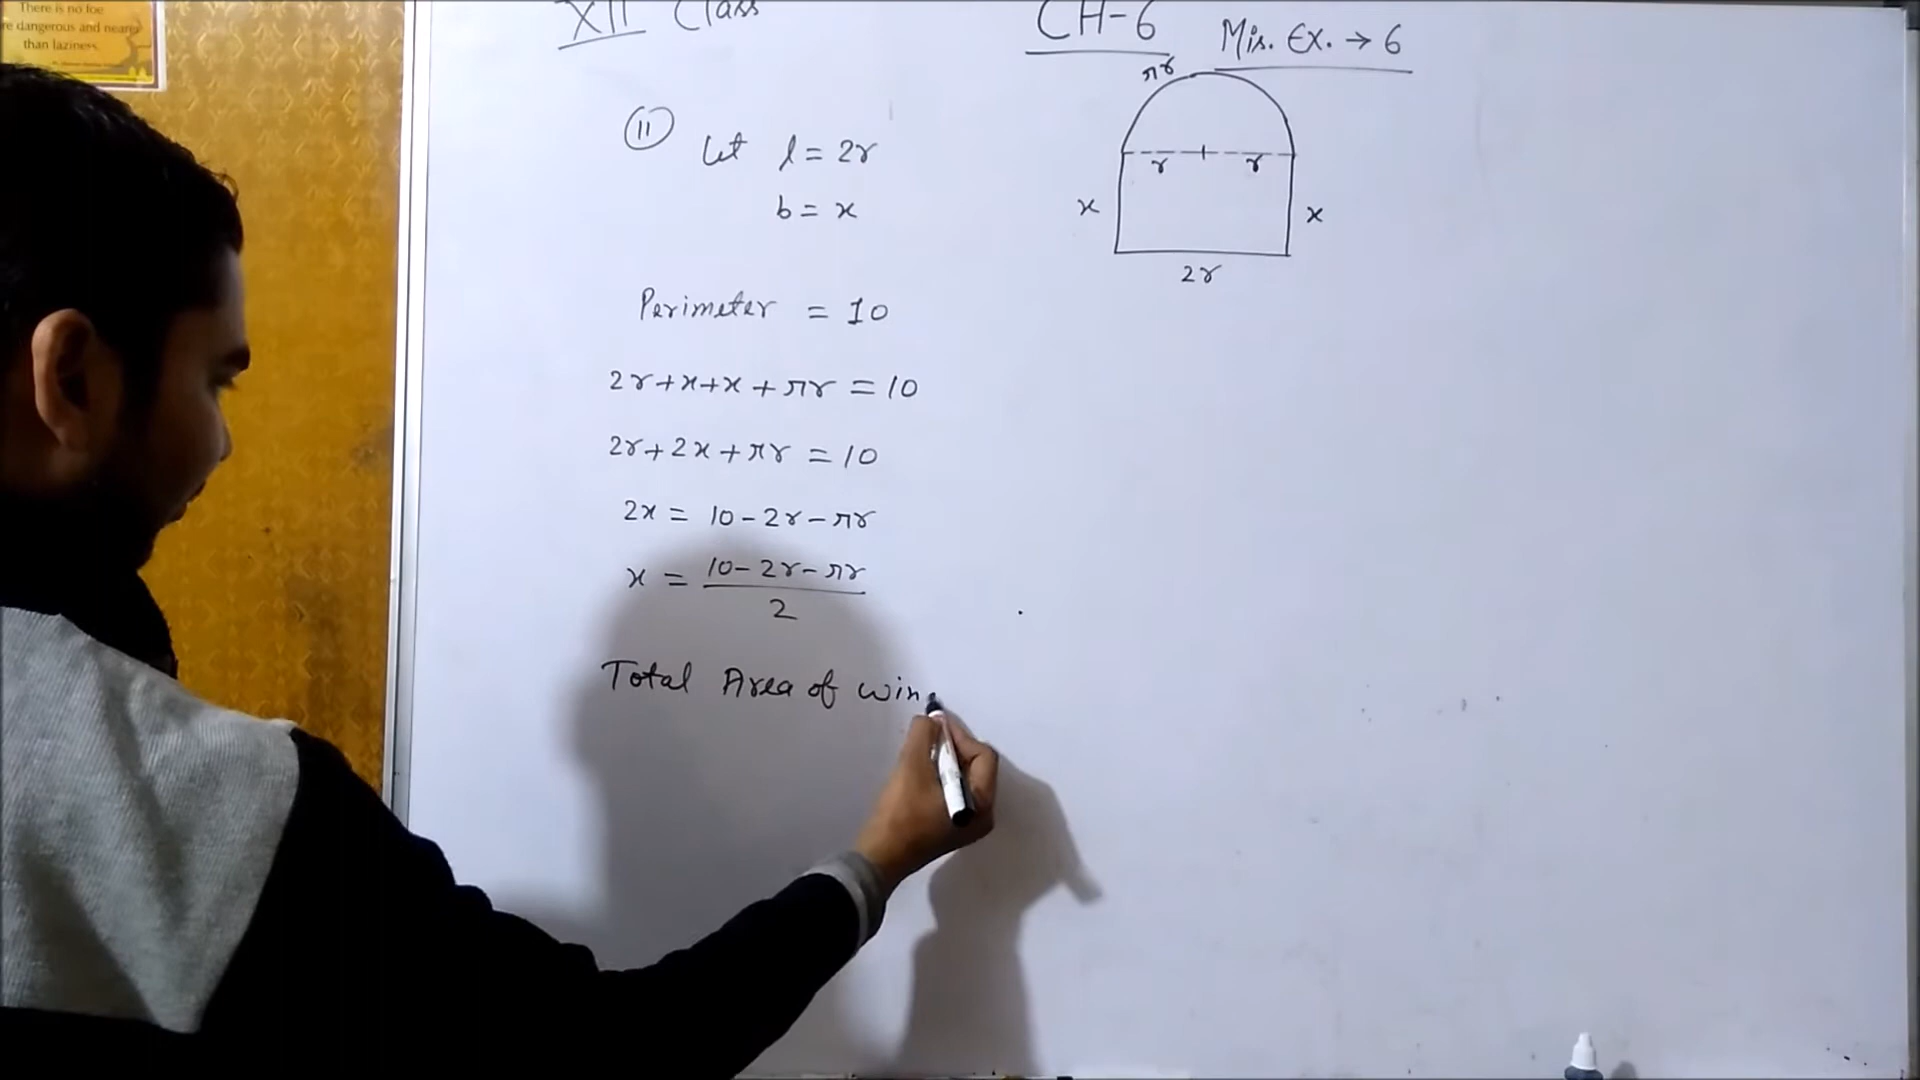 There is no foe
re dangerous and nearer
than laziness.
XII Class
CH-6
Mis. Ex. → 6
πr
r r
x x
2r
(11) Let l = 2r
b = x
Perimeter = 10
2r + x + x + πr = 10
2r + 2x + πr = 10
2x = 10 - 2r - πr
x = 10 - 2r - πr / 2
Total Area of win